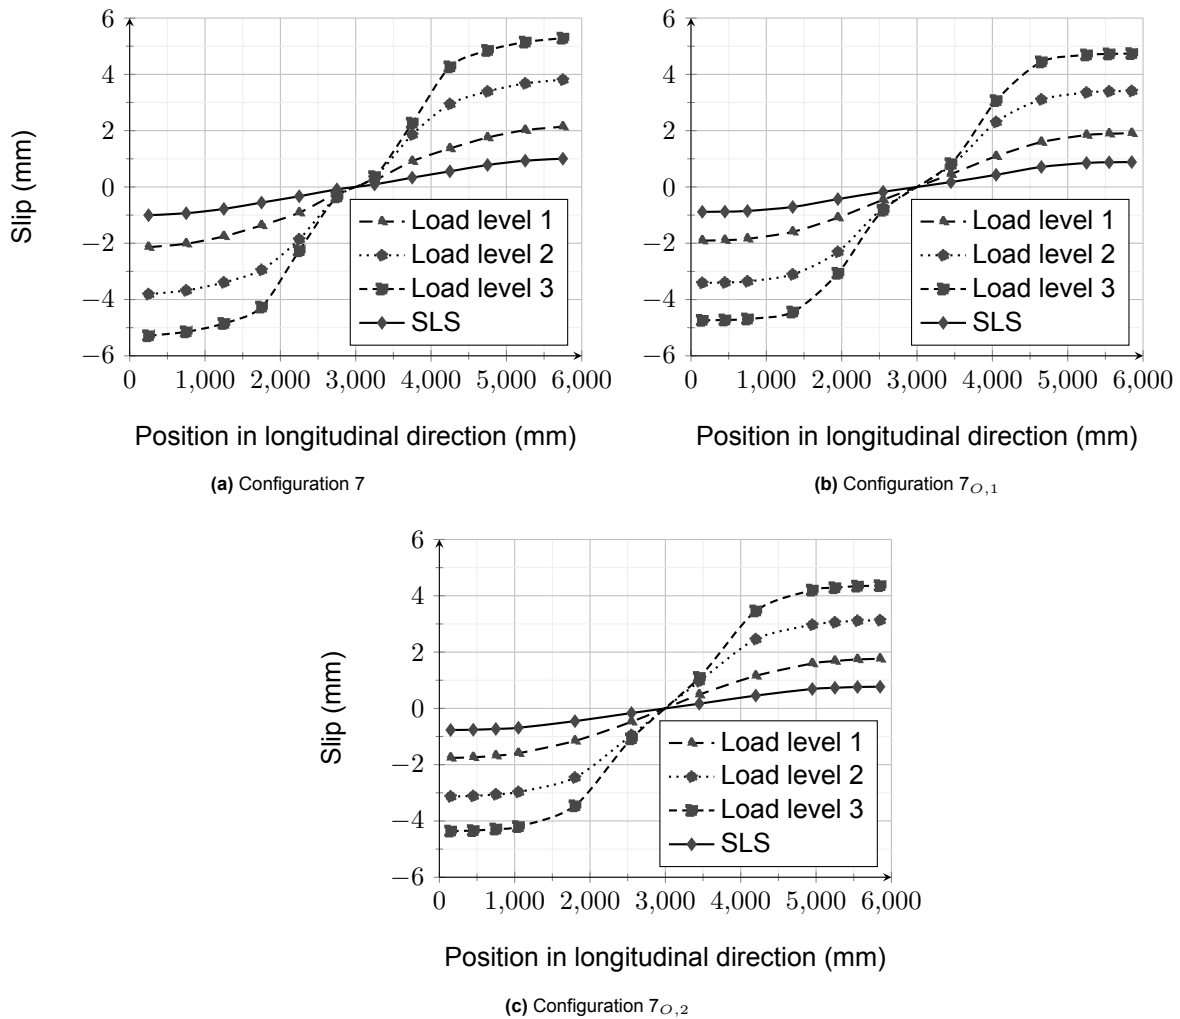 6
4
2
0
−2
−4
−6
Slip (mm)
Load level 1
Load level 2
Load level 3
SLS
0 1,000 2,000 3,000 4,000 5,000 6,000
Position in longitudinal direction (mm)
(a) Configuration 7
6
4
2
0
−2
−4
−6
Load level 1
Load level 2
Load level 3
SLS
0 1,000 2,000 3,000 4,000 5,000 6,000
Position in longitudinal direction (mm)
(b) Configuration 7O,1
6
4
2
0
−2
−4
−6
Slip (mm)
Load level 1
Load level 2
Load level 3
SLS
0 1,000 2,000 3,000 4,000 5,000 6,000
Position in longitudinal direction (mm)
(c) Configuration 7O,2